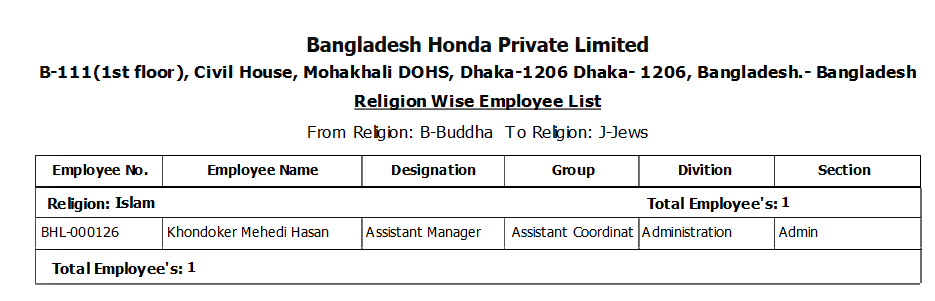 Bangladesh Honda Private Limited
B-111(1st floor), Civil House, Mohakhali DOHS, Dhaka-1206 Dhaka- 1206, Bangladesh.- Bangladesh
Religion Wise Employee List
From Religion: B-Buddha To Religion: J-Jews
Employee No. Employee Name Designation Group Divition Section
Religion: Islam Total Employee's: 1
BHL-000126 Khondoker Mehedi Hasan Assistant Manager Assistant Coordinat Administration Admin
Total Employee's: 1